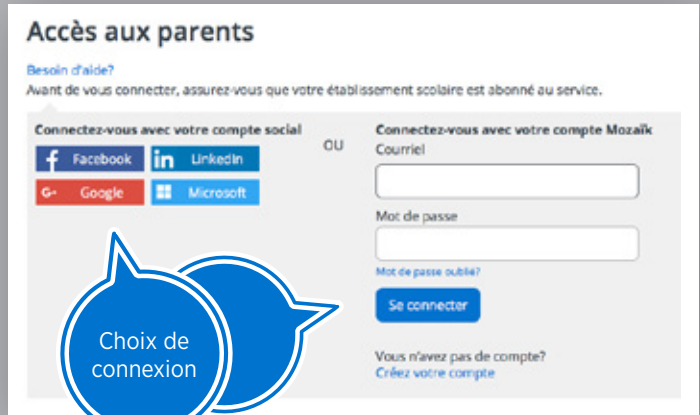 Accès aux parents
Besoin d'aide?
Avant de vous connecter, assurez-vous que votre établissement scolaire est abonné au service.
Connectez-vous avec votre compte social
Facebook
in LinkedIn
G+ Google
Microsoft
OU
Connectez-vous avec votre compte Mozaïk
Courriel
Mot de passe
Mot de passe oublié?
Se connecter
Vous n'avez pas de compte?
Créez votre compte
Choix de
connexion